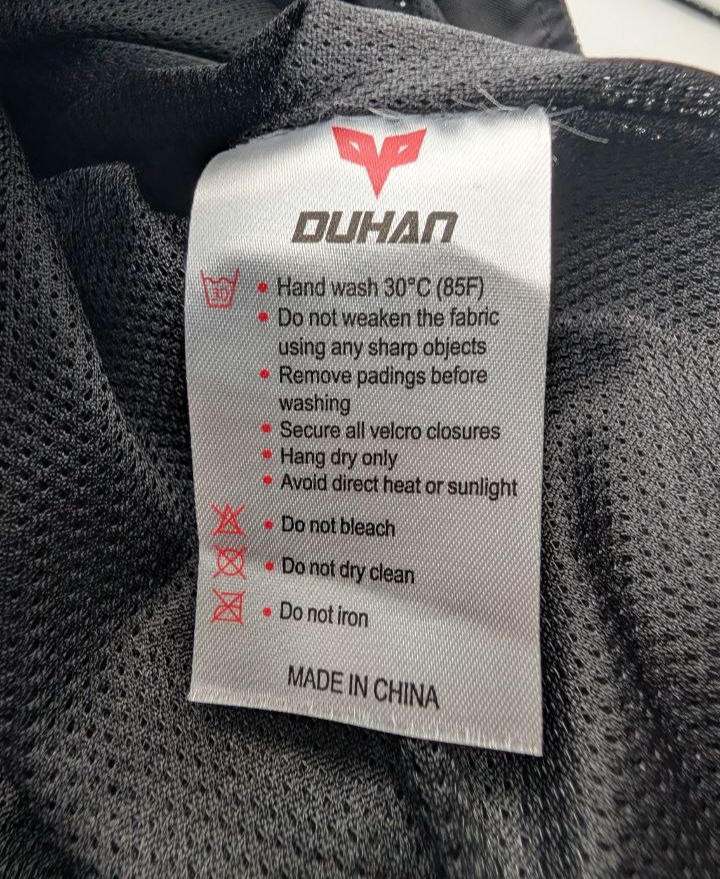 DUHAN
30
• Hand wash 30°C (85F)
• Do not weaken the fabric
using any sharp objects
• Remove padings before
washing
• Secure all velcro closures
• Hang dry only
• Avoid direct heat or sunlight
• Do not bleach
• Do not dry clean
• Do not iron
MADE IN CHINA